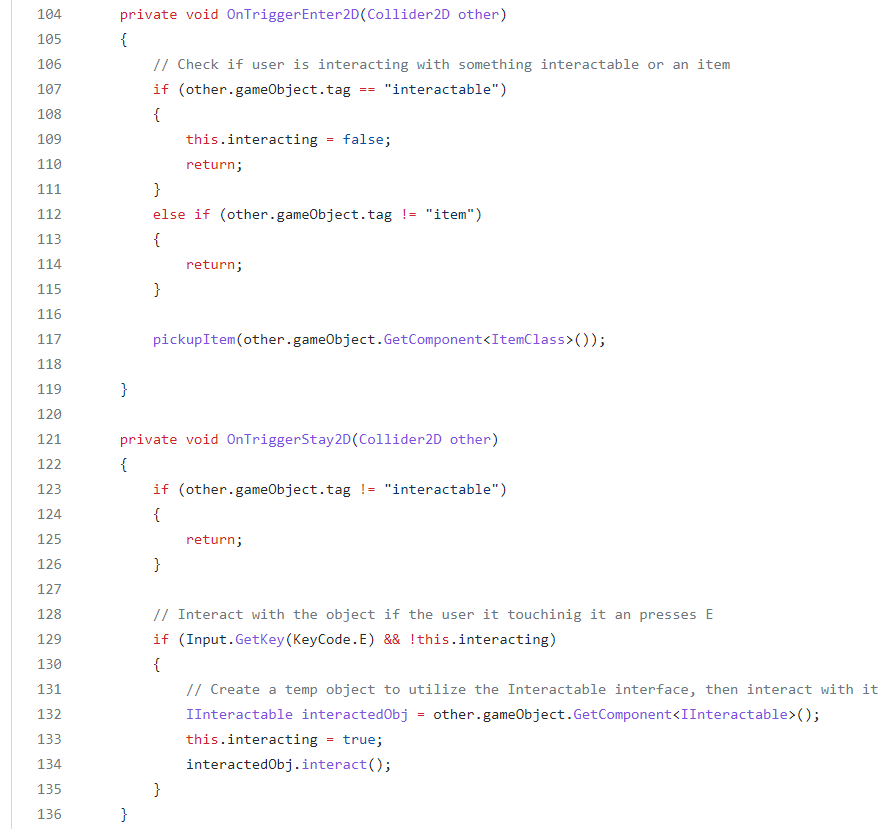 104 private void OnTriggerEnter2D(Collider2D other)
105 {
106 // Check if user is interacting with something interactable or an item
107 if (other.gameObject.tag == "interactable")
108 {
109 this.interacting = false;
110 return;
111 }
112 else if (other.gameObject.tag != "item")
113 {
114 return;
115 }
116
117 pickupItem(other.gameObject.GetComponent<ItemClass>());
118
119 }
120
121 private void OnTriggerStay2D(Collider2D other)
122 {
123 if (other.gameObject.tag != "interactable")
124 {
125 return;
126 }
127
128 // Interact with the object if the user it touchinig it an presses E
129 if (Input.GetKey(KeyCode.E) && !this.interacting)
130 {
131 // Create a temp object to utilize the Interactable interface, then interact with it
132 IInteractable interactedObj = other.gameObject.GetComponent<IInteractable>();
133 this.interacting = true;
134 interactedObj.interact();
135 }
136 }